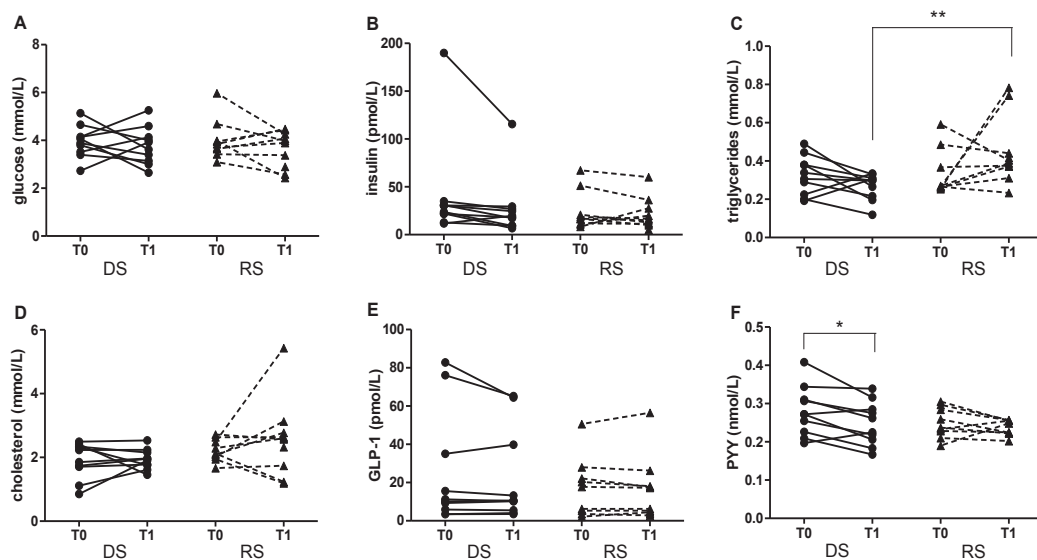 A
glucose (mmol/L)
8
6
4
2
0
T0 T1 T0 T1
DS RS
B
insulin (pmol/L)
200
150
100
50
0
T0 T1 T0 T1
DS RS
C
**
triglycerides (mmol/L)
1.0
0.8
0.6
0.4
0.2
0.0
T0 T1 T0 T1
DS RS
D
cholesterol (mmol/L)
6
4
2
0
T0 T1 T0 T1
DS RS
E
GLP-1 (pmol/L)
100
80
60
40
20
0
T0 T1 T0 T1
DS RS
F
*
PYY (nmol/L)
0.5
0.4
0.3
0.2
0.1
0.0
T0 T1 T0 T1
DS RS